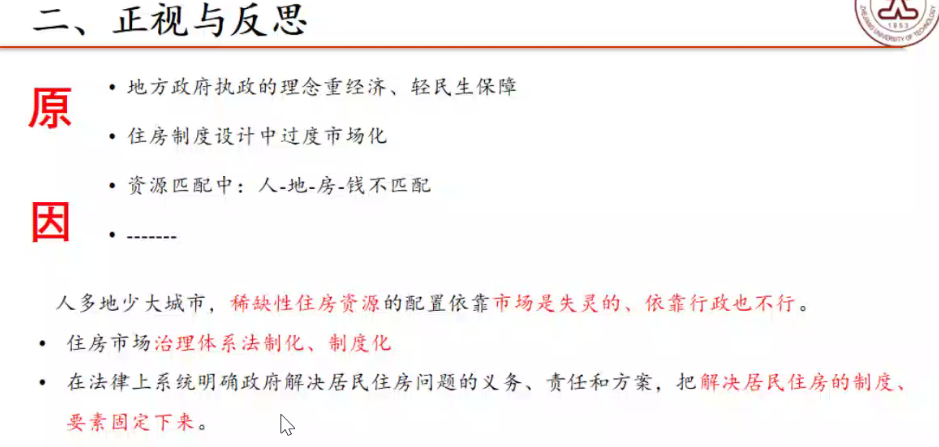 二、正视与反思
1953
ZHEJIANG UNIVERSITY OF TECHNOLOGY
原
因
• 地方政府执政的理念重经济、轻民生保障
• 住房制度设计中过度市场化
• 资源匹配中：人-地-房-钱不匹配
• -------
人多地少大城市，稀缺性住房资源的配置依靠市场是失灵的、依靠行政也不行。
• 住房市场治理体系法制化、制度化
• 在法律上系统明确政府解决居民住房问题的义务、责任和方案，把解决居民住房的制度、
要素固定下来。